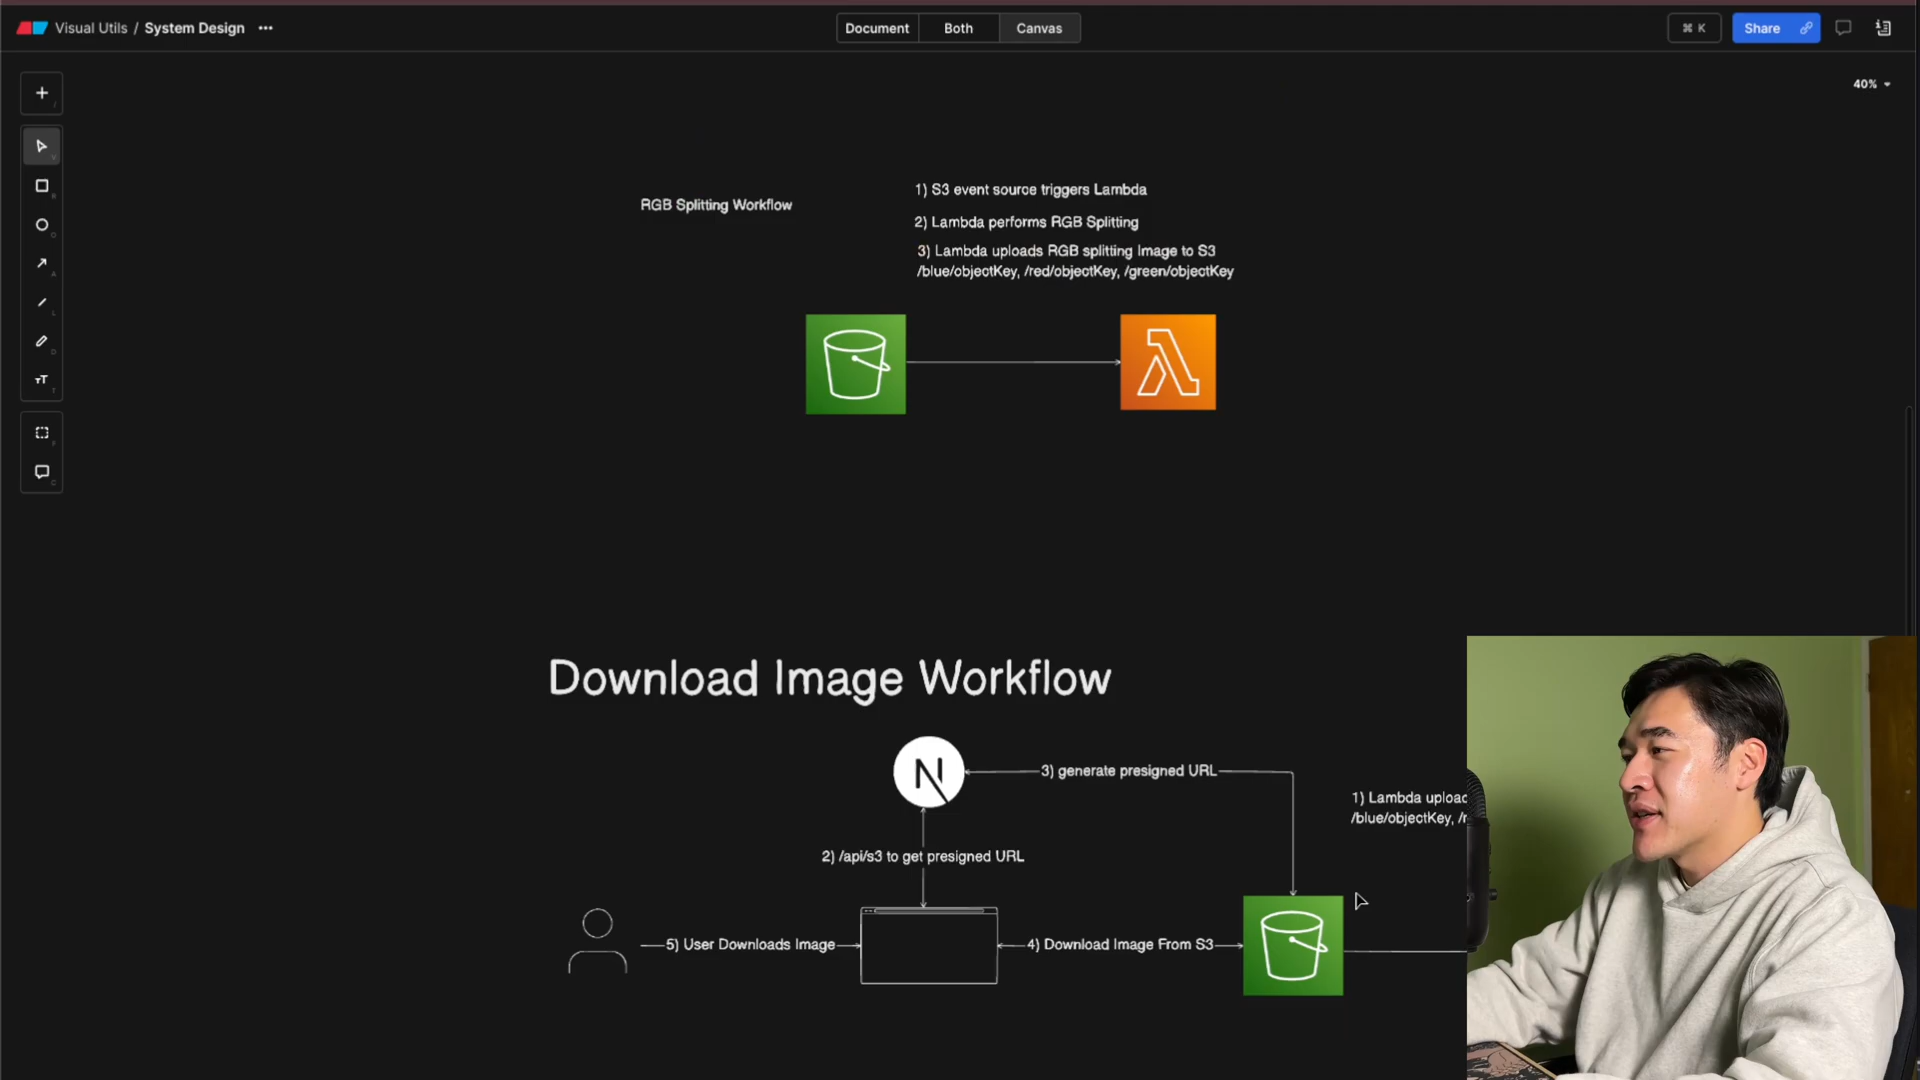 Visual Utils / System Design ...
Document
Both
Canvas
⌘ K
Share
40%
RGB Splitting Workflow
1) S3 event source triggers Lambda
2) Lambda performs RGB Splitting
3) Lambda uploads RGB splitting Image to S3
/blue/objectKey, /red/objectKey, /green/objectKey
Download Image Workflow
N
3) generate presigned URL
1) Lambda
/blue/objectKey,
2) /api/s3 to get presigned URL
5) User Downloads Image
4) Download Image From S3